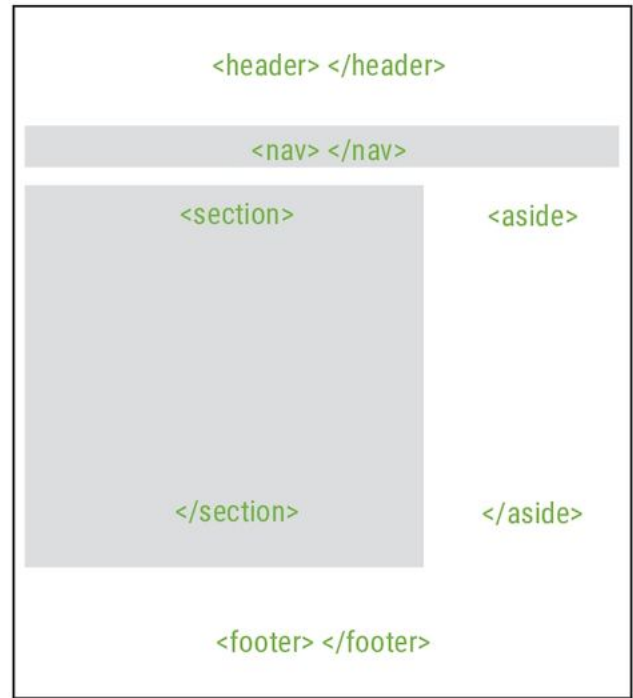 <header> </header>
<nav> </nav>
<section>
<aside>
</section>
</aside>
<footer> </footer>